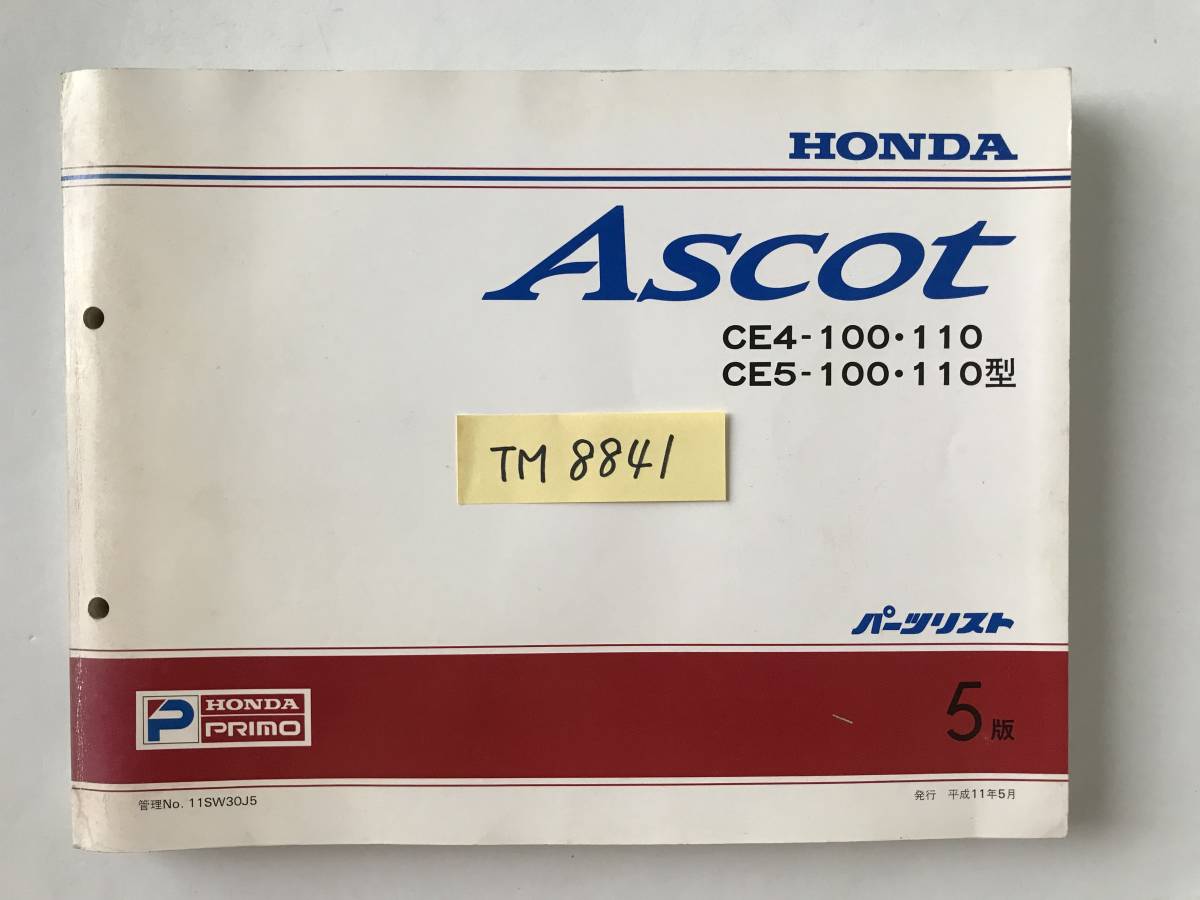 HONDA
Ascot
CE4-100・110
CE5-100・110型
TM 8841
パーツリスト
HONDA
PRIMO
5版
管理No. 11SW30J5
発行 平成11年5月